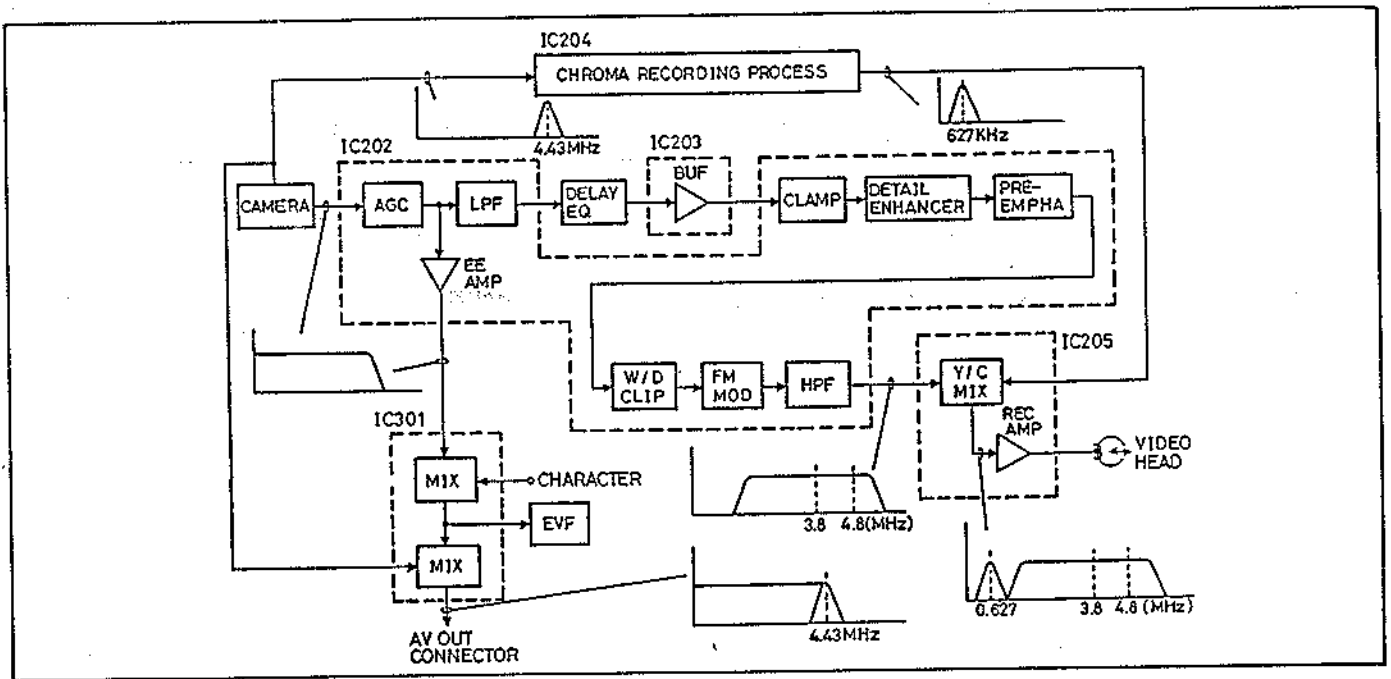 IC204
CHROMA RECORDING PROCESS
4.43MHz
627KHz
IC202
IC203
BUF
CAMERA
AGC
LPF
DELAY
EQ
CLAMP
DETAIL
ENHANCER
PRE-
EMPHA
EE
AMP
W/D
CLIP
FM
MOD
HPF
IC205
Y/C
MIX
REC
AMP
VIDEO
HEAD
IC301
MIX
CHARACTER
EVF
MIX
3.8
4.8(MHz)
0.627
3.8
4.8 (MHz)
4.43MHz
AV OUT
CONNECTOR